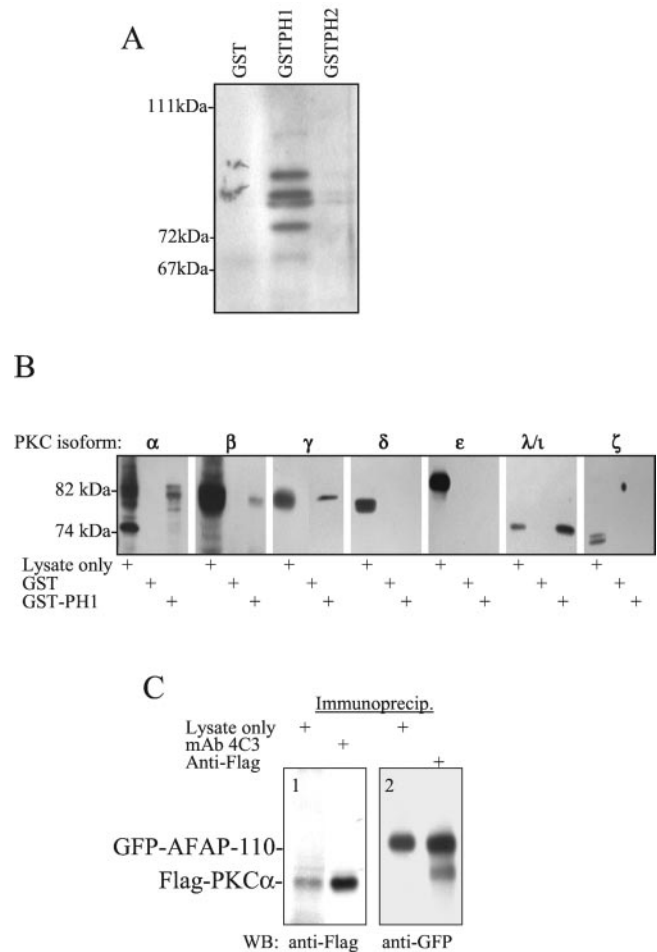 A
GST
GSTPH1
GSTPH2
111kDa-
72kDa-
67kDa-
B
PKC isoform: α β γ δ ε λ/ι ζ
82 kDa-
74 kDa-
Lysate only + + + + + + +
GST + + + + + + +
GST-PH1 + + + + + + +
C
Immunoprecip.
Lysate only + +
mAb 4C3 +
Anti-Flag +
1 2
GFP-AFAP-110-
Flag-PKCα-
WB: anti-Flag anti-GFP